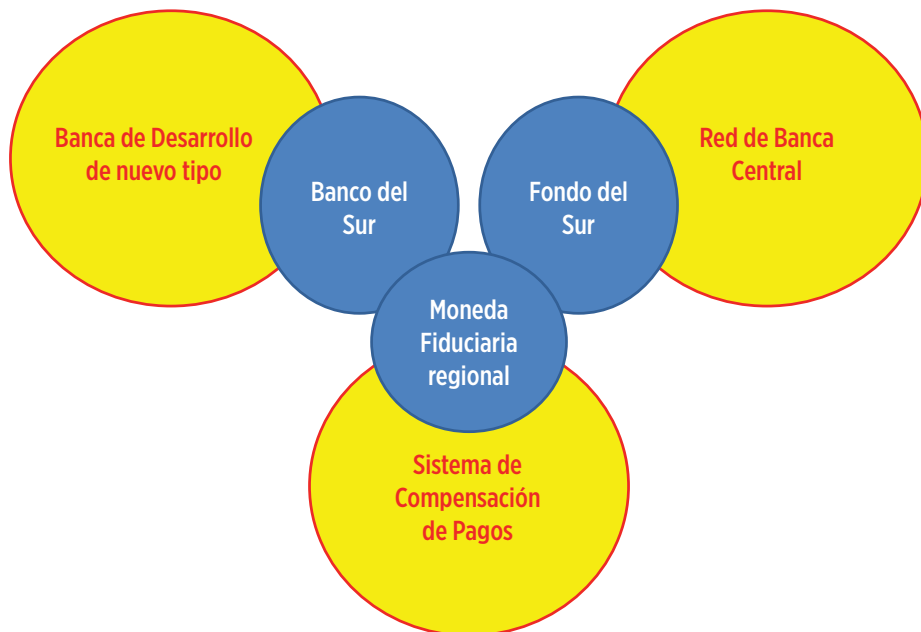 Banca de Desarrollo
de nuevo tipo
Banco del
Sur
Fondo del
Sur
Red de Banca
Central
Moneda
Fiduciaria
regional
Sistema de
Compensación
de Pagos